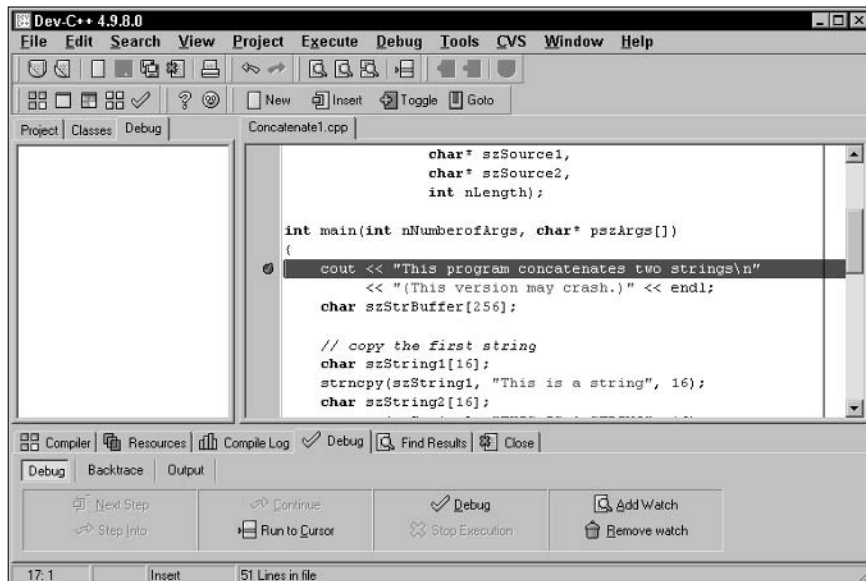 Dev-C++ 4.9.8.0
File Edit Search View Project Execute Debug Tools CVS Window Help
New Insert Toggle Goto
Project Classes Debug
Concatenate1.cpp
char* szSource1,
char* szSource2,
int nLength);
int main(int nNumberofArgs, char* pszArgs[])
{
cout << "This program concatenates two strings\n"
<< "(This version may crash.)" << endl;
char szStrBuffer[256];
// copy the first string
char szString1[16];
strncpy(szString1, "This is a string", 16);
char szString2[16];
Compiler Resources Compile Log Debug Find Results Close
Debug Backtrace Output
Next Step Continue Debug Add Watch
Step Into Run to Cursor Stop Execution Remove watch
17: 1 Insert 51 Lines in file